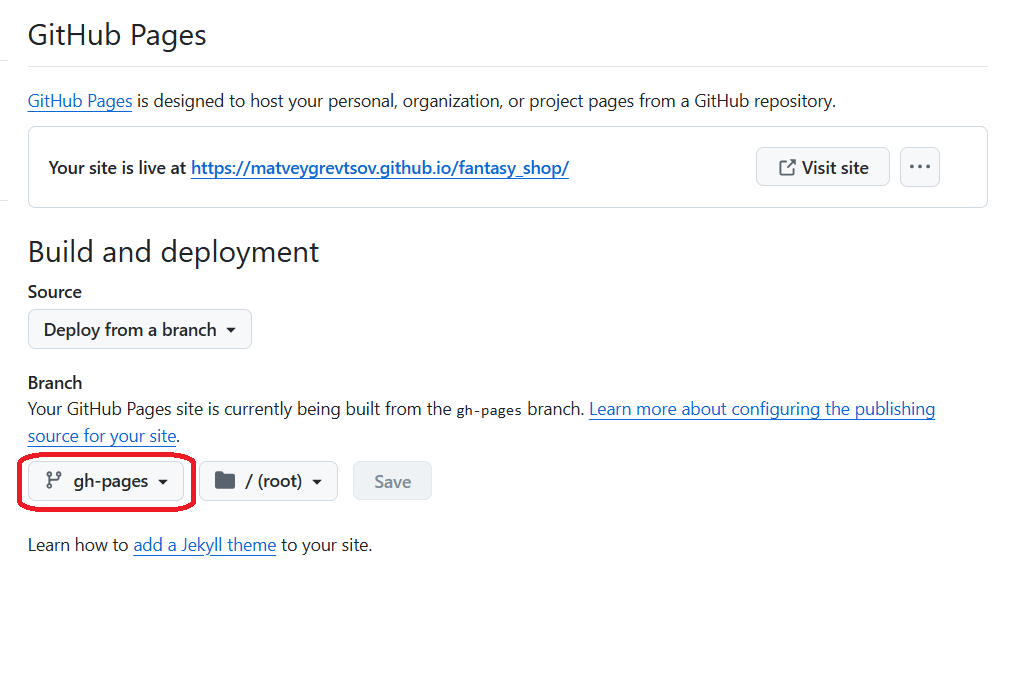 GitHub Pages
GitHub Pages is designed to host your personal, organization, or project pages from a GitHub repository.
Your site is live at https://matveygrevtsov.github.io/fantasy_shop/
Visit site
Build and deployment
Source
Deploy from a branch
Branch
Your GitHub Pages site is currently being built from the gh-pages branch. Learn more about configuring the publishing
source for your site.
gh-pages / (root) Save
Learn how to add a Jekyll theme to your site.